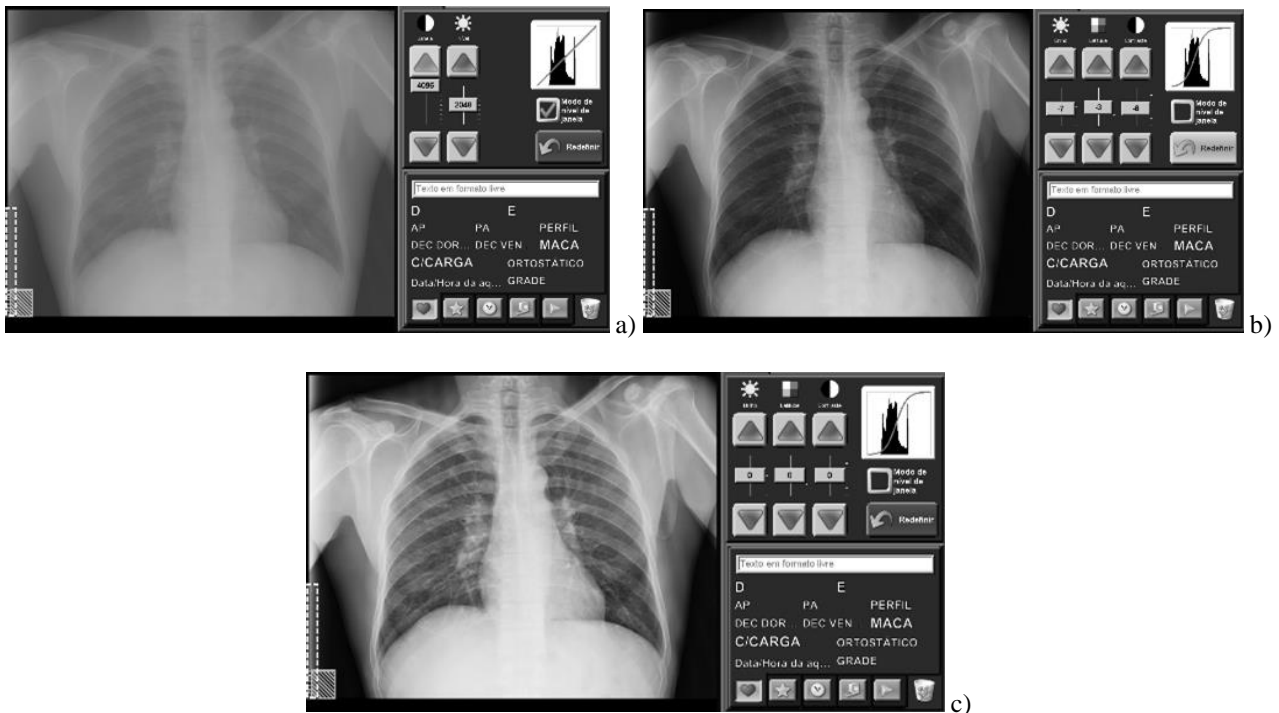 4095
2048
Modo de nível de janela
Redefinir
Texto em formato livre
D E
AP PA PERFIL
DEC DOR... DEC VEN... MACA
C/CARGA ORTOSTÁTICO
Data/Hora da aq... GRADE
a)
Contraste
-7 -3 -8
Modo de nível de janela
Redefinir
Texto em formato livre
D E
AP PA PERFIL
DEC DOR... DEC VEN... MACA
C/CARGA ORTOSTÁTICO
Data/Hora da aq... GRADE
b)
Contraste
0 0 0
Modo de nível de janela
Redefinir
Texto em formato livre
D E
AP PA PERFIL
DEC DOR... DEC VEN... MACA
C/CARGA ORTOSTÁTICO
Data/Hora da aq... GRADE
c)